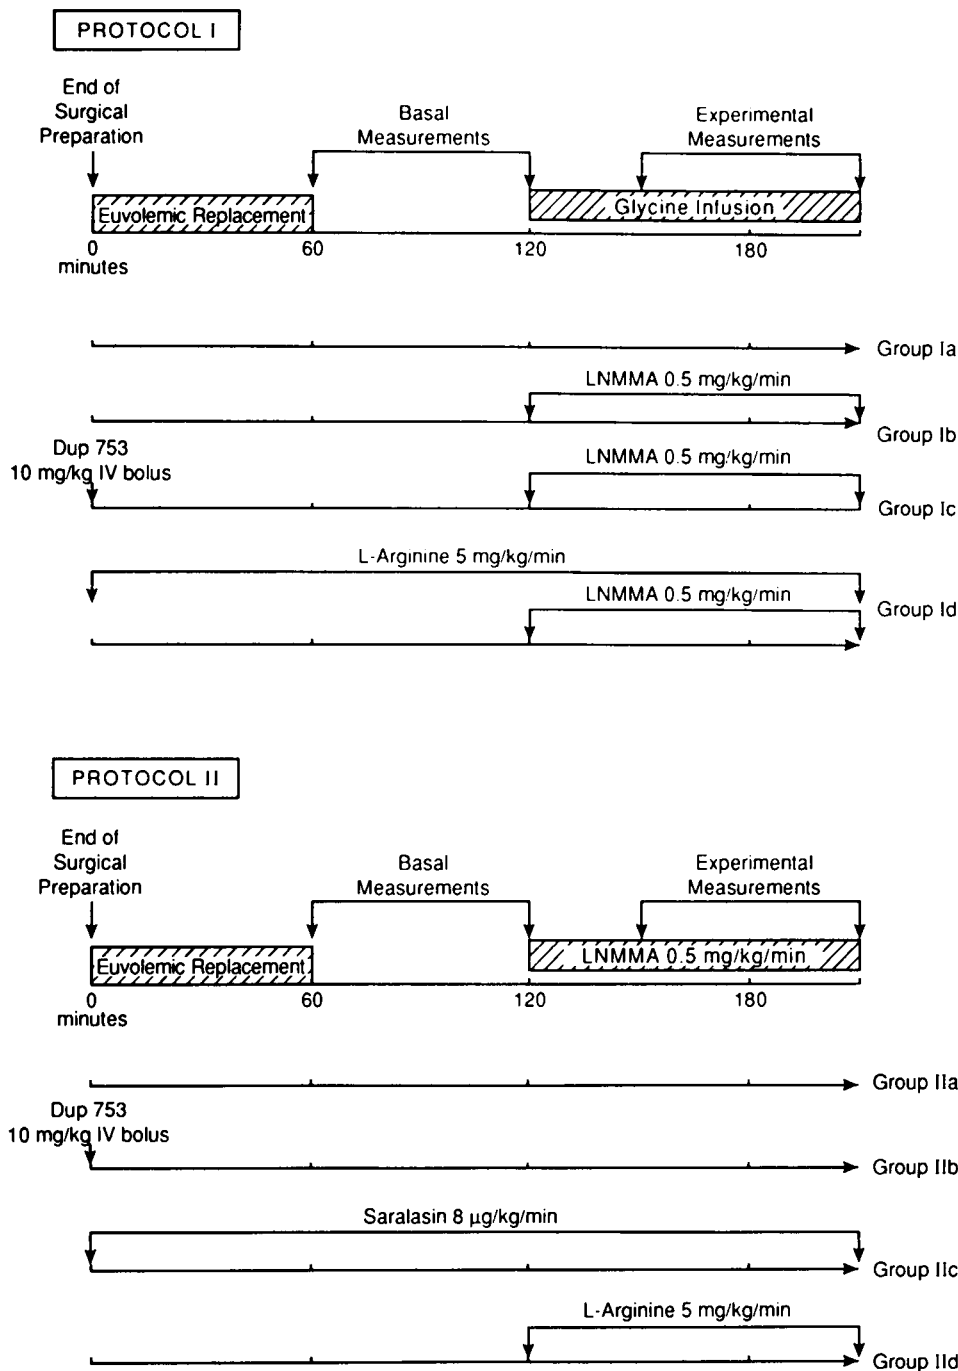 PROTOCOL I
End of
Surgical
Preparation
Basal
Measurements
Experimental
Measurements
Euvolemic Replacement
Glycine Infusion
0
60
120
180
minutes
Group Ia
LNMMA 0.5 mg/kg/min
Group Ib
Dup 753
10 mg/kg IV bolus
LNMMA 0.5 mg/kg/min
Group Ic
L-Arginine 5 mg/kg/min
LNMMA 0.5 mg/kg/min
Group Id
PROTOCOL II
End of
Surgical
Preparation
Basal
Measurements
Experimental
Measurements
Euvolemic Replacement
LNMMA 0.5 mg/kg/min
0
60
120
180
minutes
Group IIa
Dup 753
10 mg/kg IV bolus
Group IIb
Saralasin 8 µg/kg/min
Group IIc
L-Arginine 5 mg/kg/min
Group IId